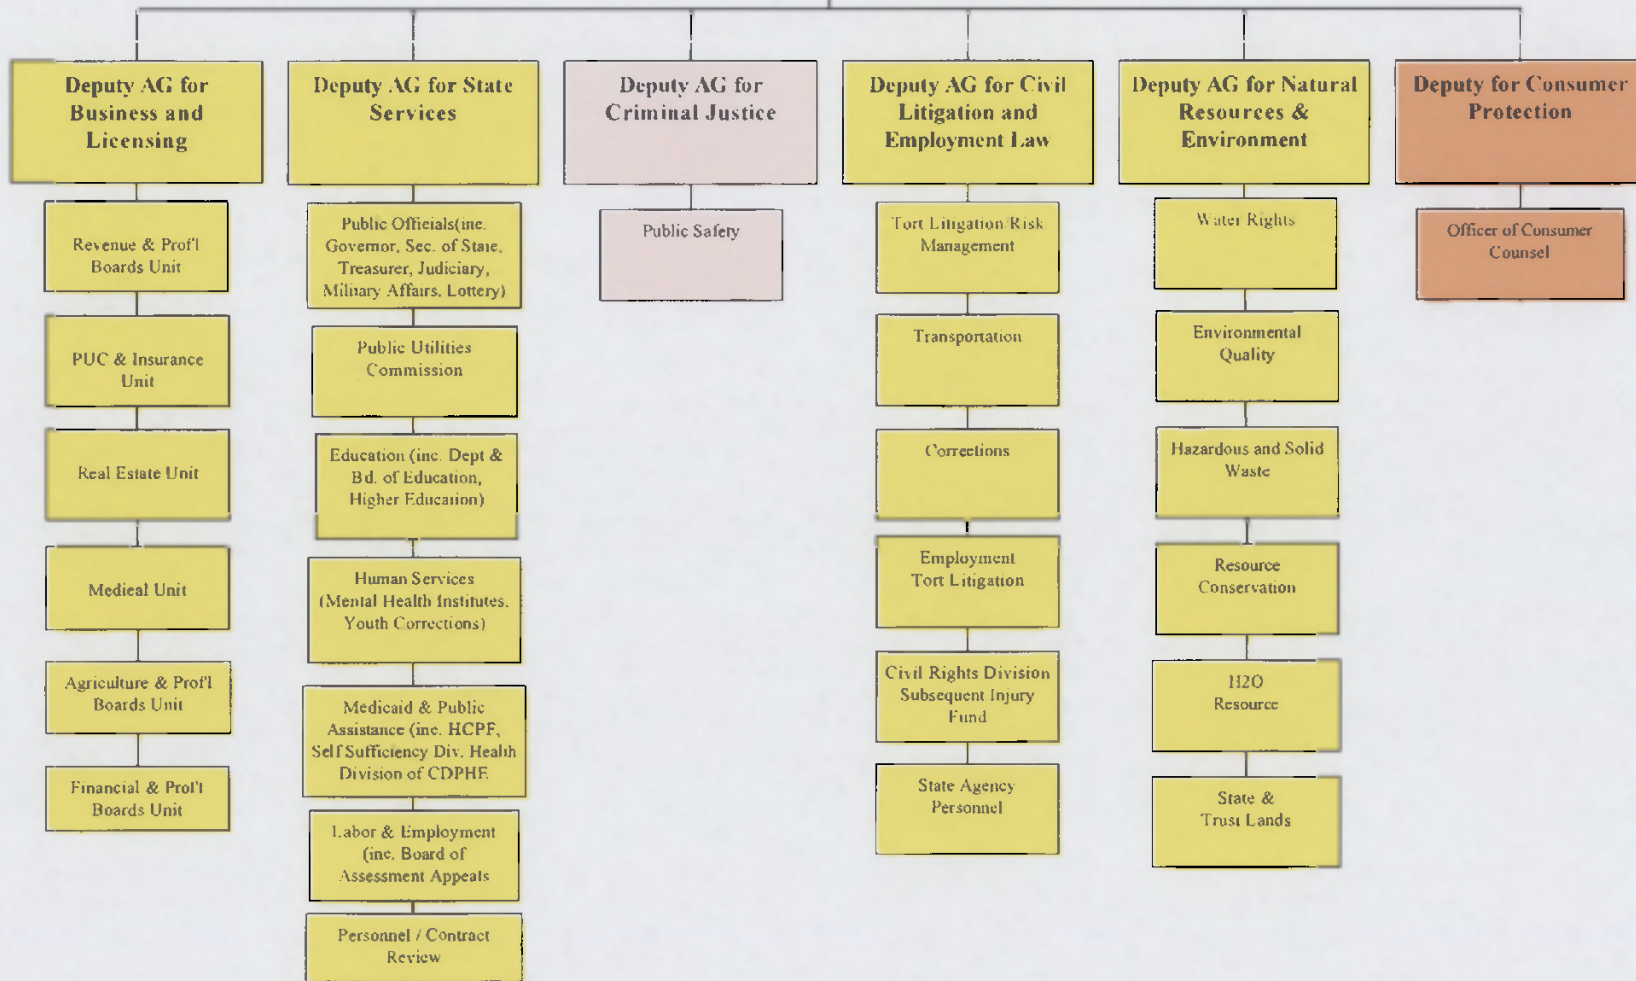 Deputy AG for
Business and
Licensing
Revenue & Prof'l
Boards Unit
PUC & Insurance
Unit
Real Estate Unit
Medical Unit
Agriculture & Prof'l
Boards Unit
Financial & Prof'l
Boards Unit
Deputy AG for State
Services
Public Officials(inc.
Governor, Sec. of State,
Treasurer, Judiciary,
Military Affairs, Lottery)
Public Utilities
Commission
Education (inc. Dept &
Bd. of Education,
Higher Education)
Human Services
(Mental Health Institutes,
Youth Corrections)
Medicaid & Public
Assistance (inc. HCPF,
Self Sufficiency Div. Health
Division of CDPHE
Labor & Employment
(inc. Board of
Assessment Appeals
Personnel / Contract
Review
Deputy AG for
Criminal Justice
Public Safety
Deputy AG for Civil
Litigation and
Employment Law
Tort Litigation/Risk
Management
Transportation
Corrections
Employment
Tort Litigation
Civil Rights Division
Subsequent Injury
Fund
State Agency
Personnel
Deputy AG for Natural
Resources &
Environment
Water Rights
Environmental
Quality
Hazardous and Solid
Waste
Resource
Conservation
H2O
Resource
State &
Trust Lands
Deputy for Consumer
Protection
Officer of Consumer
Counsel